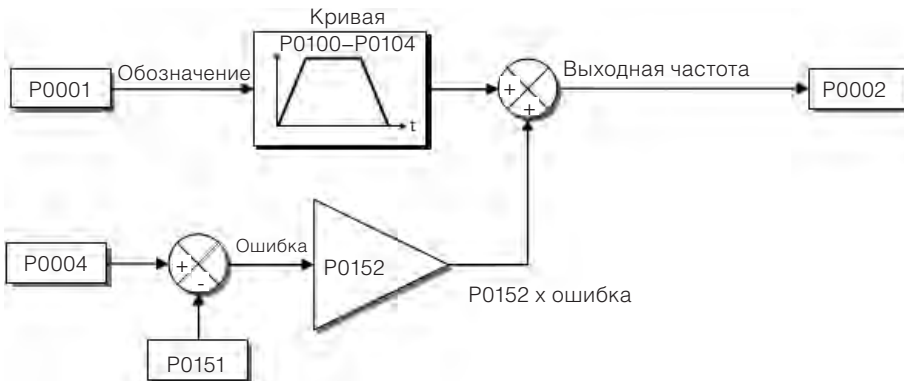 Кривая
P0100–P0104
P0001
Обозначение
t
+
+
Выходная частота
P0002
P0004
+
-
Ошибка
P0152
P0152 x ошибка
P0151